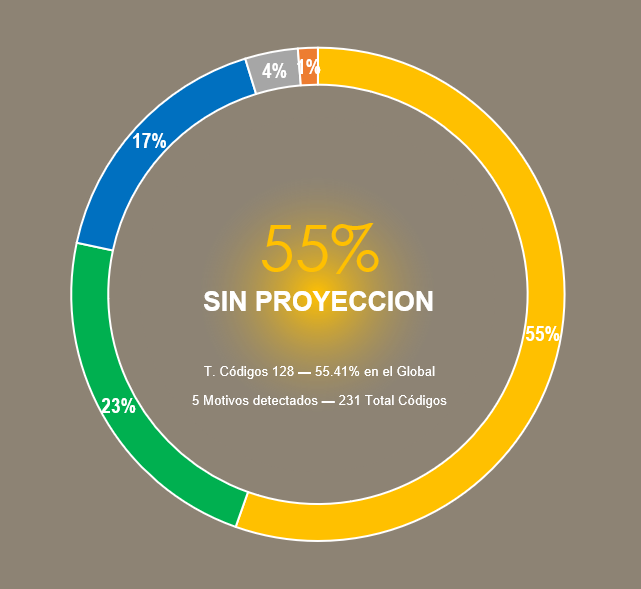 4%
1%
17%
55%
SIN PROYECCION
55%
T. Códigos 128 — 55.41% en el Global
5 Motivos detectados — 231 Total Códigos
23%